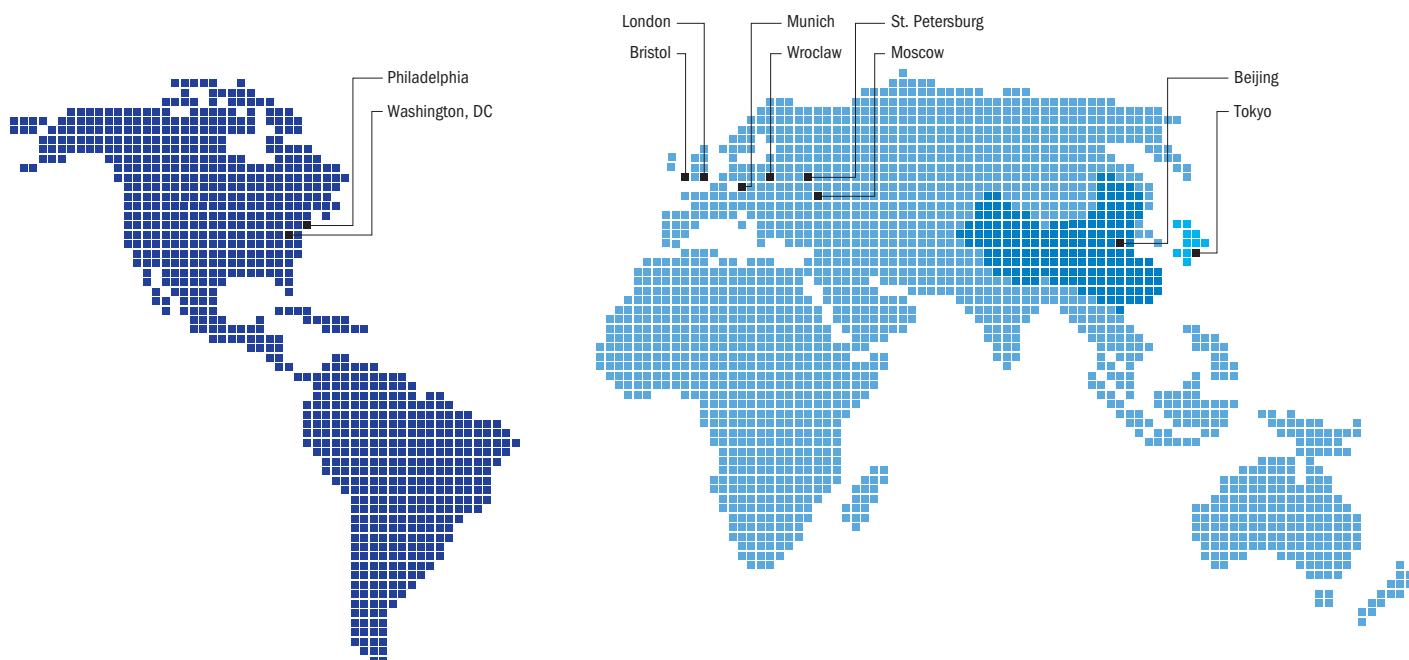 London
Munich
St. Petersburg
Bristol
Wroclaw
Moscow
Philadelphia
Beijing
Washington, DC
Tokyo